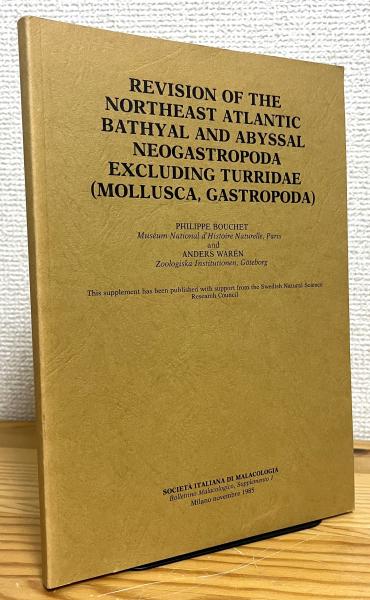 REVISION OF THE
NORTHEAST ATLANTIC
BATHYAL AND ABYSSAL
NEOGASTROPODA
EXCLUDING TURRIDAE
(MOLLUSCA, GASTROPODA)
PHILIPPE BOUCHET
Muséum National d'Histoire Naturelle, Paris
and
ANDERS WARÉN
Zoologiska Institutionen, Göteborg
This supplement has been published with support from the Swedish Natural Science
Research Council
SOCIETÀ ITALIANA DI MALACOLOGIA
Bollettino Malacologico, Supplemento 1
Milano novembre 1985